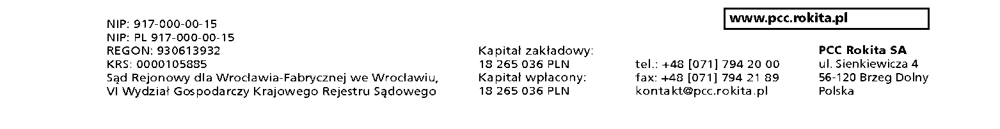 www.pcc.rokita.pl
NIP: 917-000-00-15
NIP: PL 917-000-00-15
REGON: 930613932
KRS: 0000105885
Sąd Rejonowy dla Wrocławia-Fabrycznej we Wrocławiu,
VI Wydział Gospodarczy Krajowego Rejestru Sądowego
Kapitał zakładowy:
18 265 036 PLN
Kapitał wpłacony:
18 265 036 PLN
tel.: +48 [071] 794 20 00
fax: +48 [071] 794 21 89
kontakt@pcc.rokita.pl
PCC Rokita SA
ul. Sienkiewicza 4
56-120 Brzeg Dolny
Polska